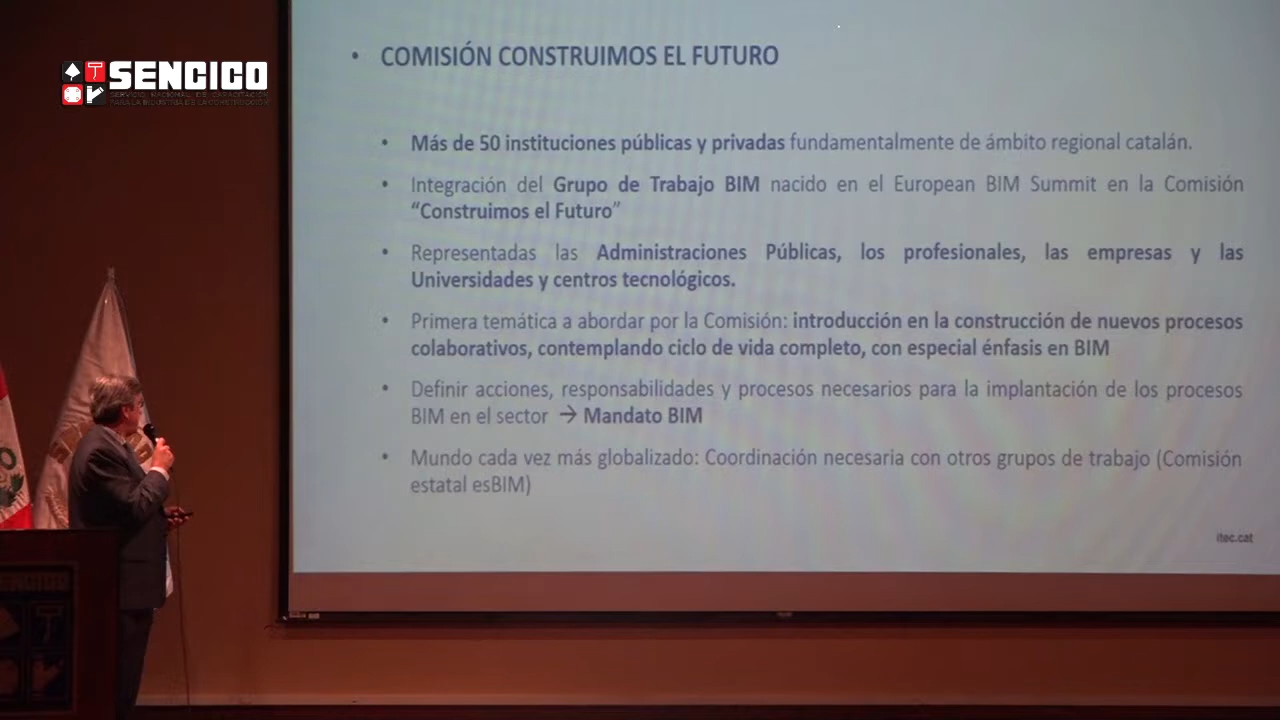 SENCICO
SERVICIO NACIONAL DE CAPACITACIÓN
PARA LA INDUSTRIA DE LA CONSTRUCCIÓN
• COMISIÓN CONSTRUIMOS EL FUTURO
• Más de 50 instituciones públicas y privadas fundamentalmente de ámbito regional catalán.
• Integración del Grupo de Trabajo BIM nacido en el European BIM Summit en la Comisión
“Construimos el Futuro”
• Representadas las Administraciones Públicas, los profesionales, las empresas y las
Universidades y centros tecnológicos.
• Primera temática a abordar por la Comisión: introducción en la construcción de nuevos procesos
colaborativos, contemplando ciclo de vida completo, con especial énfasis en BIM
• Definir acciones, responsabilidades y procesos necesarios para la implantación de los procesos
BIM en el sector → Mandato BIM
• Mundo cada vez más globalizado: Coordinación necesaria con otros grupos de trabajo (Comisión
estatal esBIM)
itec.cat
SENCICO